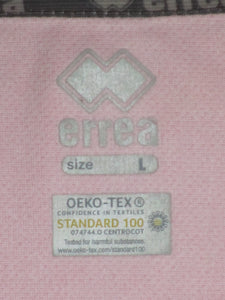 errea
size L
OEKO-TEX®
CONFIDENCE IN TEXTILES
STANDARD 100
074744.O CENTROCOT
Tested for harmful substances.
www.oeko-tex.com/standard100